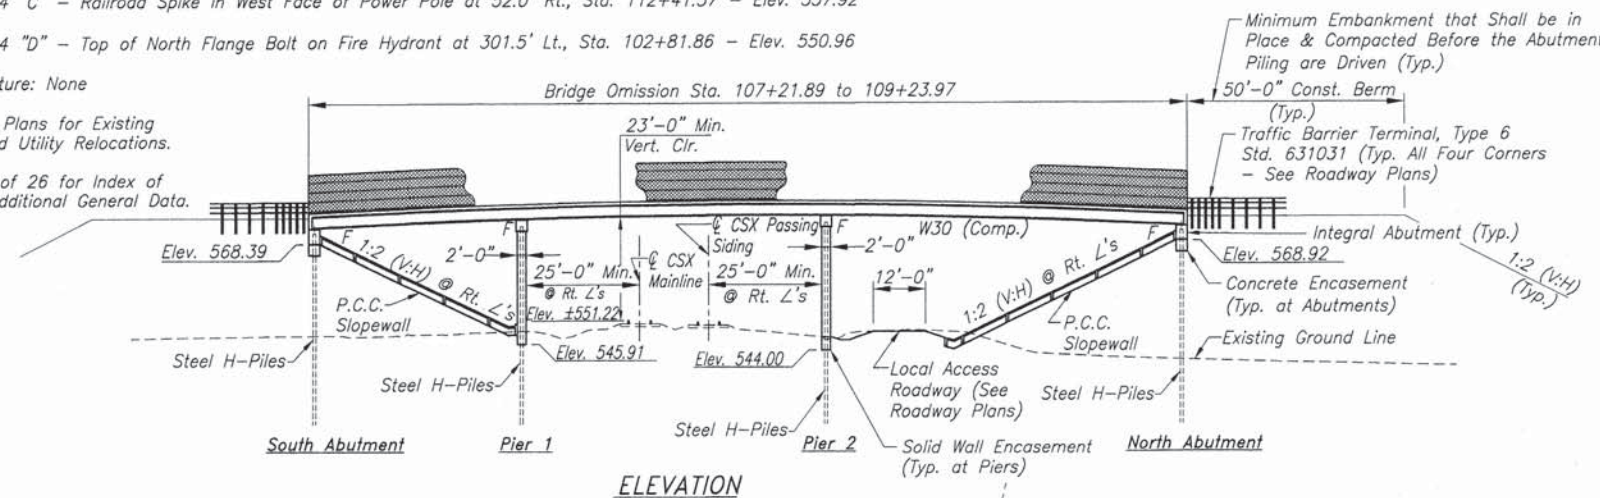 "C" - Railroad Spike in West Face of Power Pole at 52.0' Rt., Sta. 112+41.57 - Elev. 557.92
4 "D" - Top of North Flange Bolt on Fire Hydrant at 301.5' Lt., Sta. 102+81.86 - Elev. 550.96
ture: None
Plans for Existing
d Utility Relocations.
of 26 for Index of
dditional General Data.
Minimum Embankment that Shall be in
Place & Compacted Before the Abutment
Piling are Driven (Typ.)
Bridge Omission Sta. 107+21.89 to 109+23.97
50'-0" Const. Berm
(Typ.)
23'-0" Min.
Vert. Clr.
Traffic Barrier Terminal, Type 6
Std. 631031 (Typ. All Four Corners
- See Roadway Plans)
F
F
F
F
℄ CSX Passing
Siding
W30 (Comp.)
Integral Abutment (Typ.)
Elev. 568.39
1:2 (V:H) @ Rt. ∠'s
2'-0"
25'-0" Min.
@ Rt. ∠'s
℄ CSX
Mainline
25'-0" Min.
@ Rt. ∠'s
2'-0"
12'-0"
1:2 (V:H) @ Rt. ∠'s
Elev. 568.92
1:2 (V:H)
(Typ.)
Concrete Encasement
(Typ. at Abutments)
P.C.C.
Slopewall
Elev. ±551.22
P.C.C.
Slopewall
Existing Ground Line
Steel H-Piles
Elev. 545.91
Elev. 544.00
Steel H-Piles
Local Access
Roadway (See
Roadway Plans)
Steel H-Piles
Steel H-Piles
South Abutment
Pier 1
Pier 2
North Abutment
Solid Wall Encasement
(Typ. at Piers)
ELEVATION